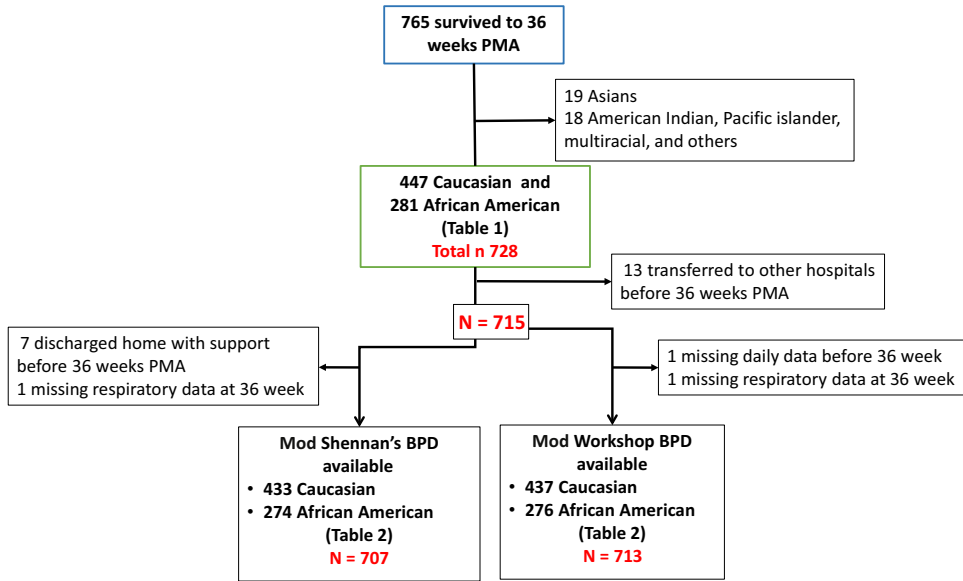 765 survived to 36
weeks PMA
19 Asians
18 American Indian, Pacific islander,
multiracial, and others
447 Caucasian and
281 African American
(Table 1)
Total n 728
13 transferred to other hospitals
before 36 weeks PMA
N = 715
7 discharged home with support
before 36 weeks PMA
1 missing respiratory data at 36 week
1 missing daily data before 36 week
1 missing respiratory data at 36 week
Mod Shennan's BPD
available
• 433 Caucasian
• 274 African American
(Table 2)
N = 707
Mod Workshop BPD
available
• 437 Caucasian
• 276 African American
(Table 2)
N = 713